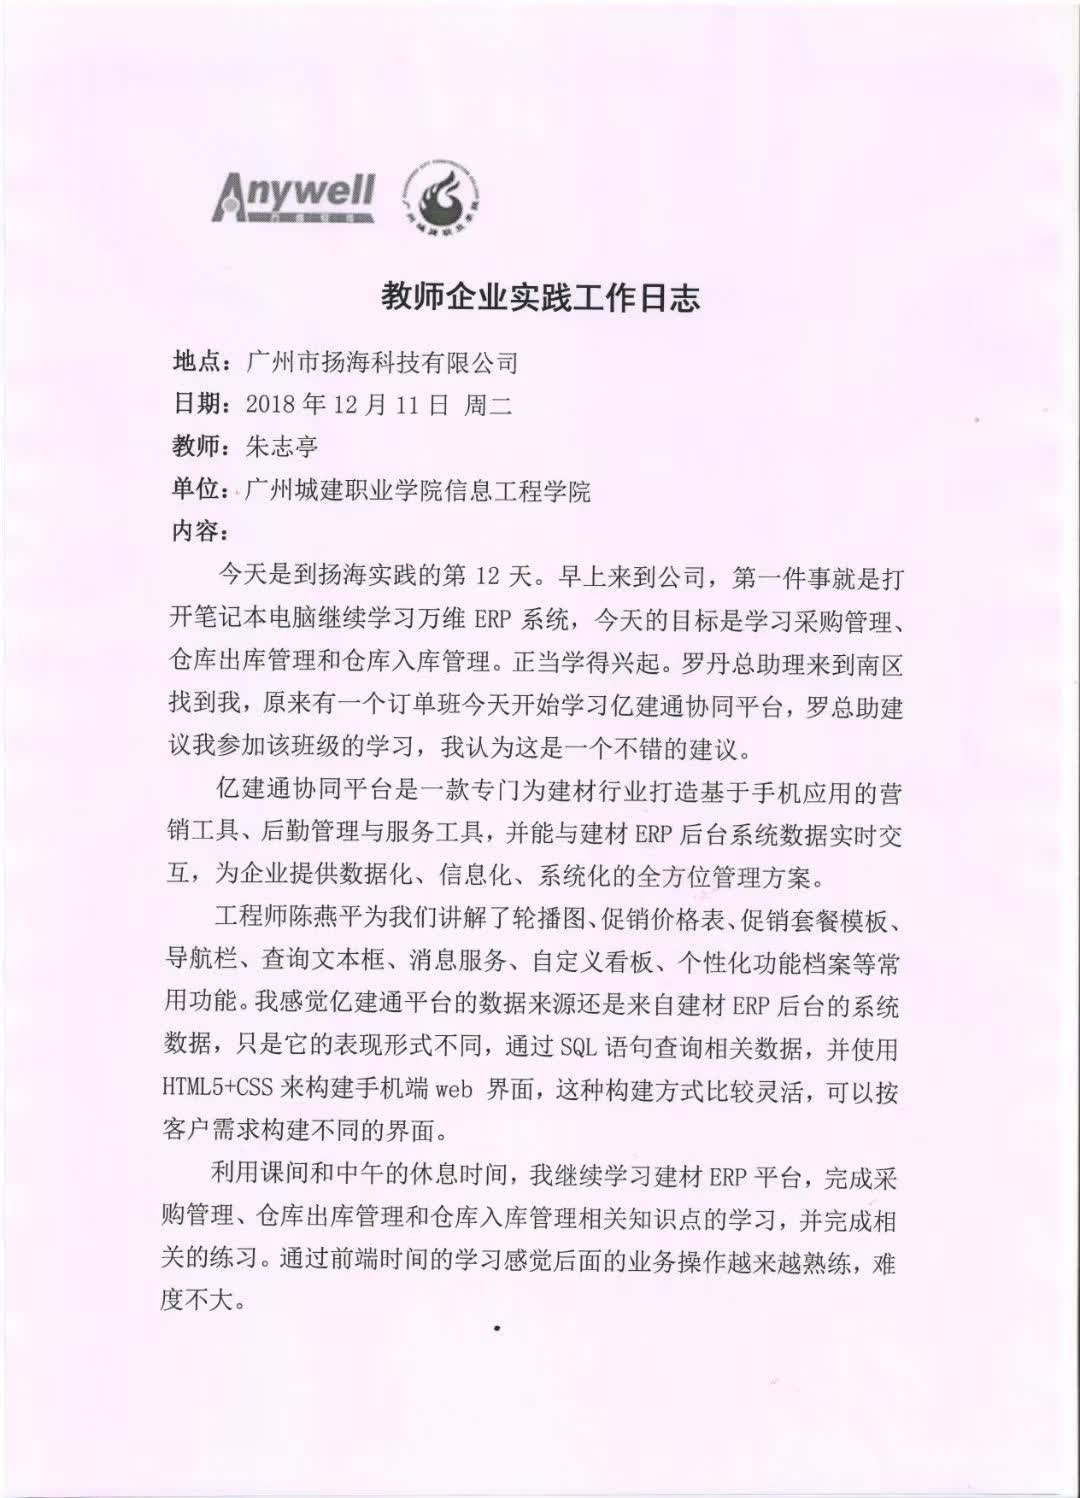 Anywell
教师企业实践工作日志
地点：广州市扬海科技有限公司
日期：2018 年 12 月 11 日 周二
教师：朱志亭
单位：广州城建职业学院信息工程学院
内容：
今天是到扬海实践的第 12 天。早上来到公司，第一件事就是打
开笔记本电脑继续学习万维 ERP 系统，今天的目标是学习采购管理、
仓库出库管理和仓库入库管理。正当学得兴起。罗丹总助理来到南区
找到我，原来有一个订单班今天开始学习亿建通协同平台，罗总助建
议我参加该班级的学习，我认为这是一个不错的建议。
亿建通协同平台是一款专门为建材行业打造基于手机应用的营
销工具、后勤管理与服务工具，并能与建材 ERP 后台系统数据实时交
互，为企业提供数据化、信息化、系统化的全方位管理方案。
工程师陈燕平为我们讲解了轮播图、促销价格表、促销套餐模板、
导航栏、查询文本框、消息服务、自定义看板、个性化功能档案等常
用功能。我感觉亿建通平台的数据来源还是来自建材 ERP 后台的系统
数据，只是它的表现形式不同，通过 SQL 语句查询相关数据，并使用
HTML5+CSS 来构建手机端 web 界面，这种构建方式比较灵活，可以按
客户需求构建不同的界面。
利用课间和中午的休息时间，我继续学习建材 ERP 平台，完成采
购管理、仓库出库管理和仓库入库管理相关知识点的学习，并完成相
关的练习。通过前端时间的学习感觉后面的业务操作越来越熟练，难
度不大。